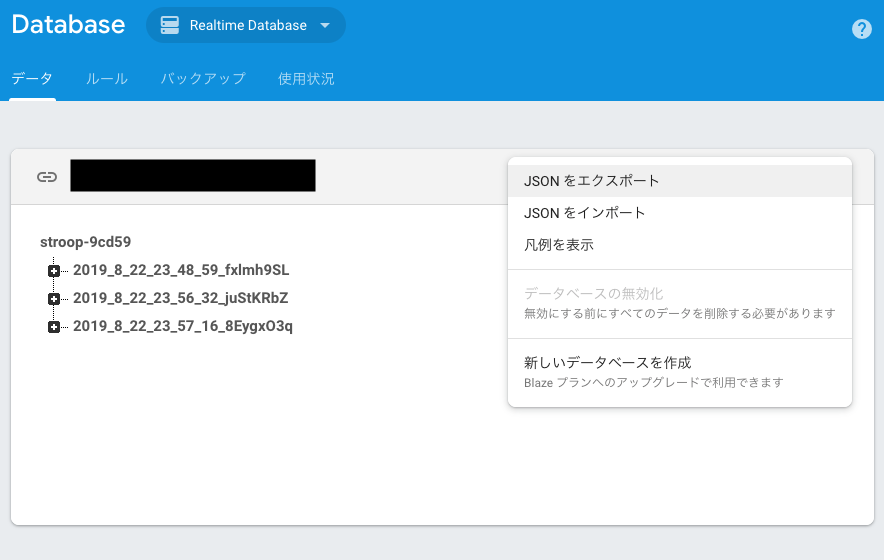 Database
Realtime Database
?
データ ルール バックアップ 使用状況
JSON をエクスポート
JSON をインポート
凡例を表示
データベースの無効化
無効にする前にすべてのデータを削除する必要があります
新しいデータベースを作成
Blaze プランへのアップグレードで利用できます
stroop-9cd59
2019_8_22_23_48_59_fxlmh9SL
2019_8_22_23_56_32_juStKRbZ
2019_8_22_23_57_16_8EygxO3q